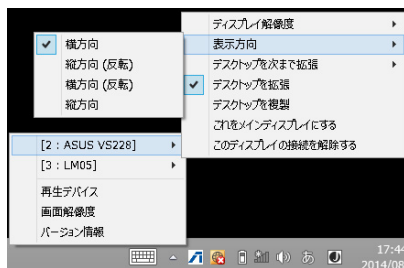 ディスプレイ解像度
表示方向
デスクトップを次まで拡張
デスクトップを拡張
デスクトップを複製
これをメインディスプレイにする
このディスプレイの接続を解除する
横方向
縦方向 (反転)
横方向 (反転)
縦方向
[2 : ASUS VS228]
[3 : LM05]
再生デバイス
画面解像度
バージョン情報
あ
17:44
2014/08